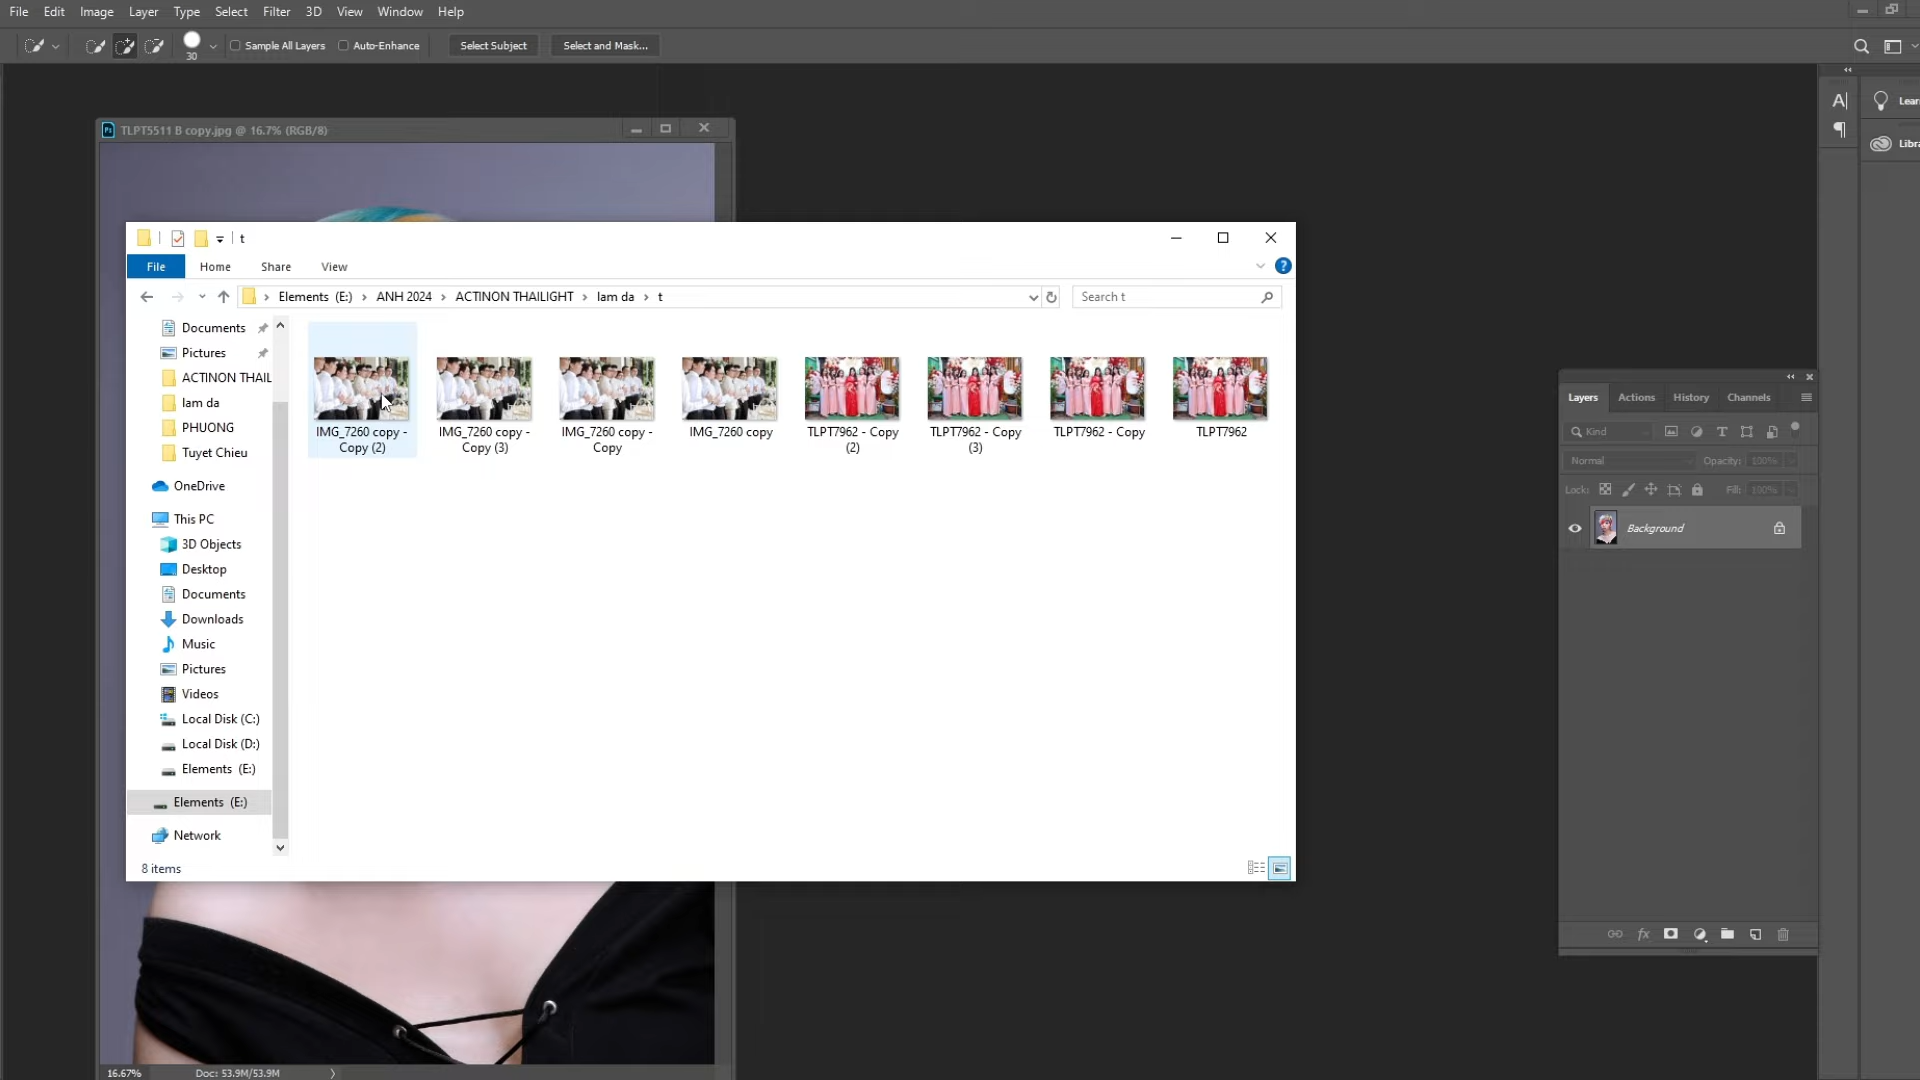 File Edit Image Layer Type Select Filter 3D View Window Help
30 Sample All Layers Auto-Enhance Select Subject Select and Mask...
Lear
Libra
TLPT5511 B copy.jpg @ 16.7% (RGB/8)
t
File Home Share View
Elements (E:) > ANH 2024 > ACTINON THAILIGHT > lam da > t
Search t
Documents
Pictures
ACTINON THAIL
lam da
PHUONG
Tuyet Chieu
OneDrive
This PC
3D Objects
Desktop
Documents
Downloads
Music
Pictures
Videos
Local Disk (C:)
Local Disk (D:)
Elements (E:)
Elements (E:)
Network
IMG_7260 copy - Copy (2)
IMG_7260 copy - Copy (3)
IMG_7260 copy - Copy
IMG_7260 copy
TLPT7962 - Copy (2)
TLPT7962 - Copy (3)
TLPT7962 - Copy
TLPT7962
8 items
Layers Actions History Channels
Kind
Normal Opacity: 100%
Lock: Fill: 100%
Background
16.67% Doc: 53.9M/53.9M